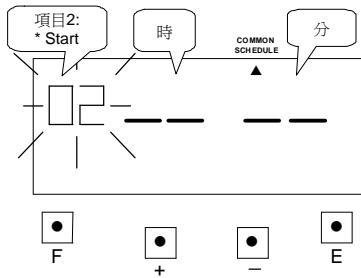 項目2:
* Start
時
COMMON
SCHEDULE
分
02
F
+
−
E